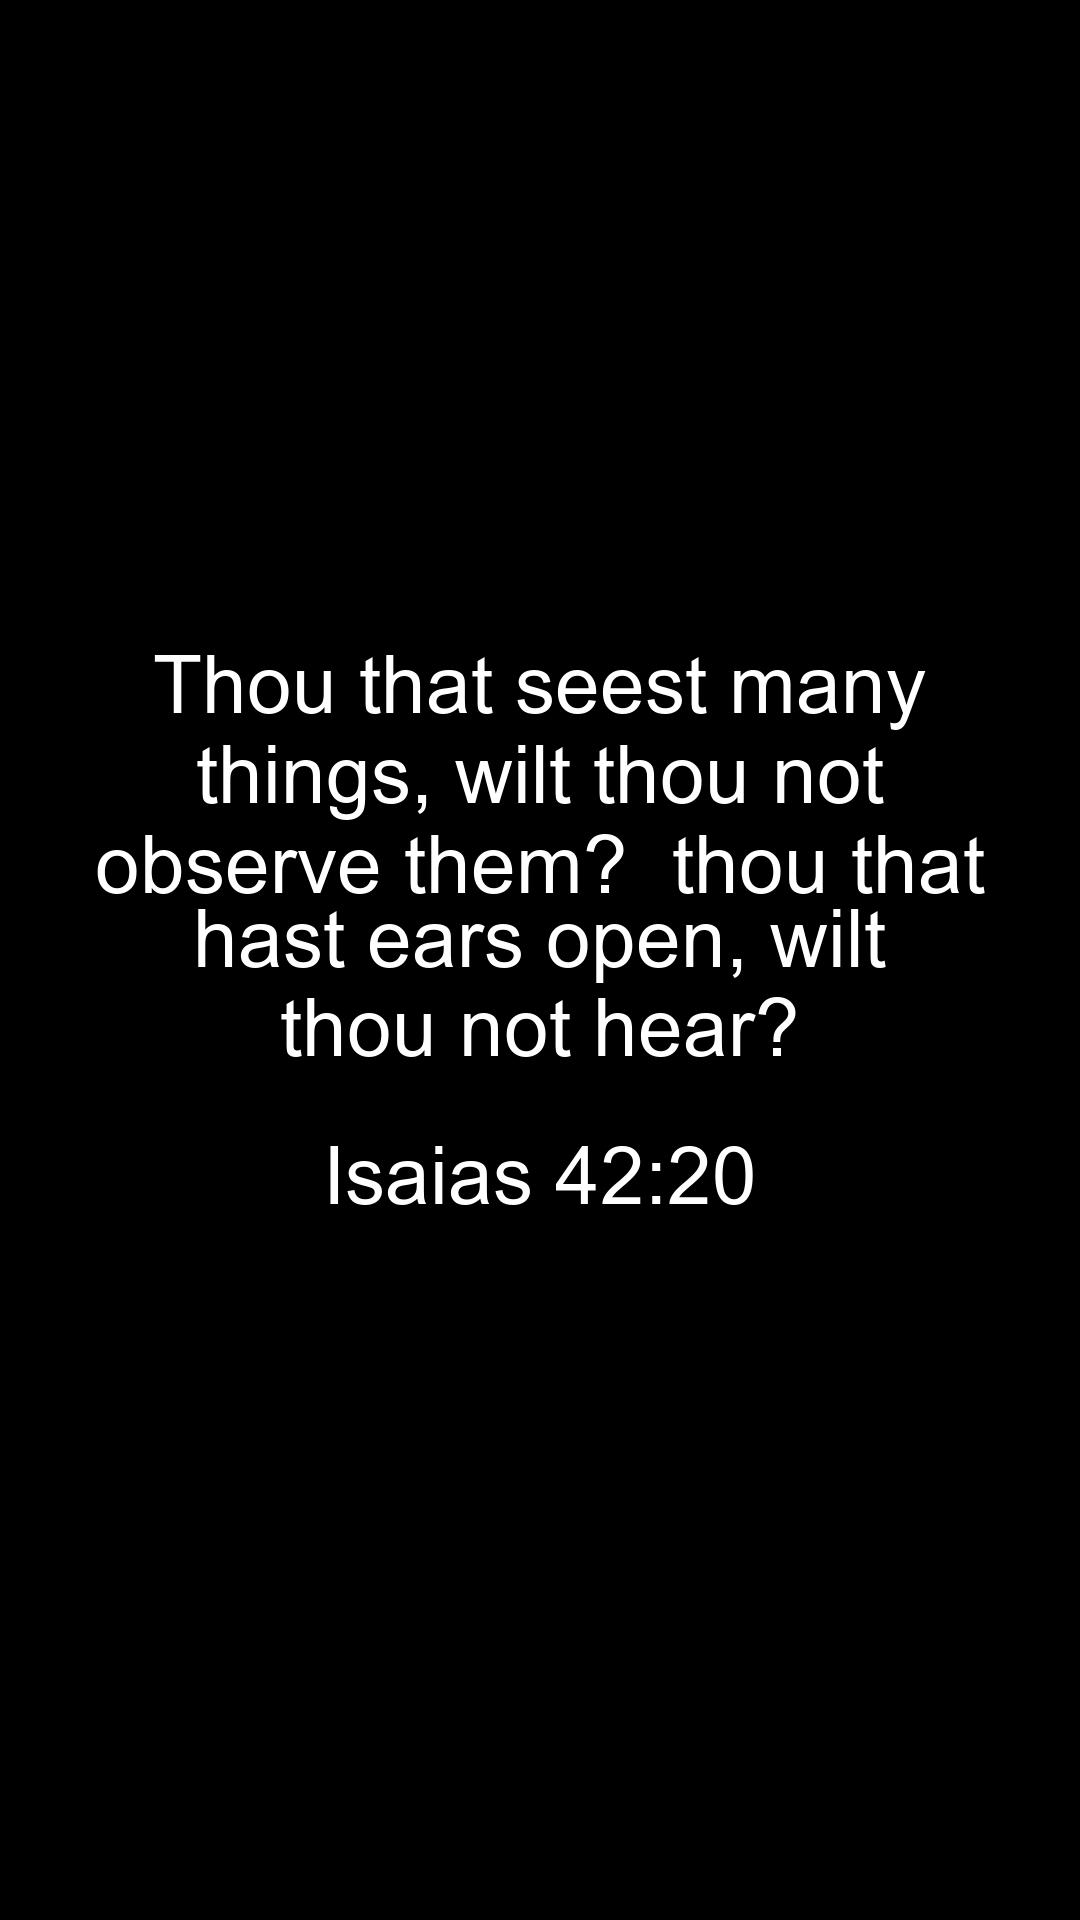 Thou that seest many
things, wilt thou not
observe them?  thou that
hast ears open, wilt
thou not hear?
Isaias 42:20